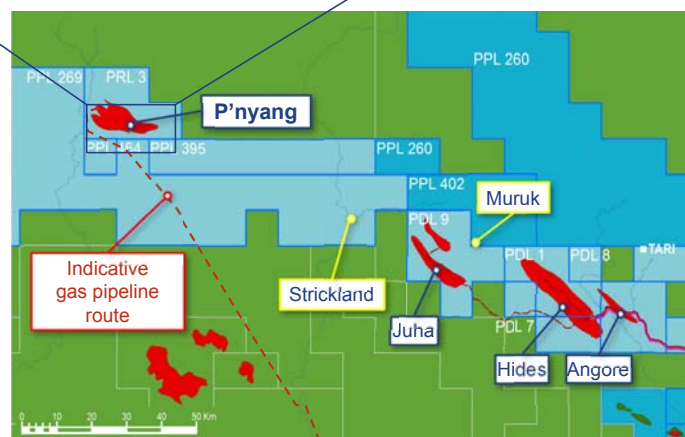 PPL 260
PPL 269
PRL 3
P'nyang
PPL 464
PPL 395
PPL 260
PPL 402
Muruk
PDL 9
PDL 1
PDL 8
TARI
Indicative
gas pipeline
route
Strickland
Juha
PDL 7
Hides
Angore
0 10 20 30 40 50 Km